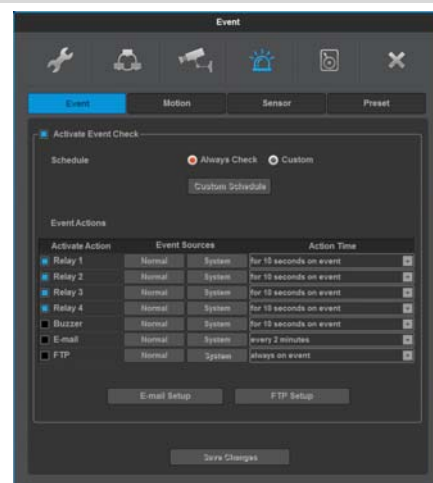 Event
Event Motion Sensor Preset
Activate Event Check
Schedule Always Check Custom
Custom Schedule
Event Actions
Activate Action Event Sources Action Time
Relay 1 Normal System for 10 seconds on event
Relay 2 Normal System for 10 seconds on event
Relay 3 Normal System for 10 seconds on event
Relay 4 Normal System for 10 seconds on event
Buzzer Normal System for 10 seconds on event
E-mail Normal System every 2 minutes
FTP Normal System always on event
E-mail Setup FTP Setup
Save Changes